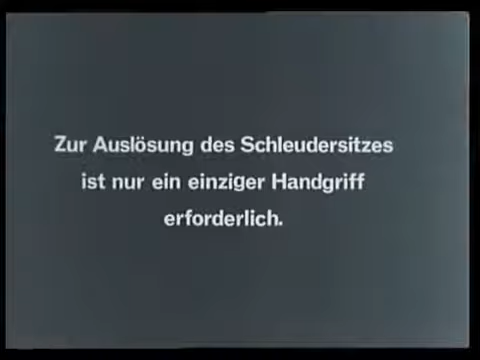 Zur Auslösung des Schleudersitzes
ist nur ein einziger Handgriff
erforderlich.